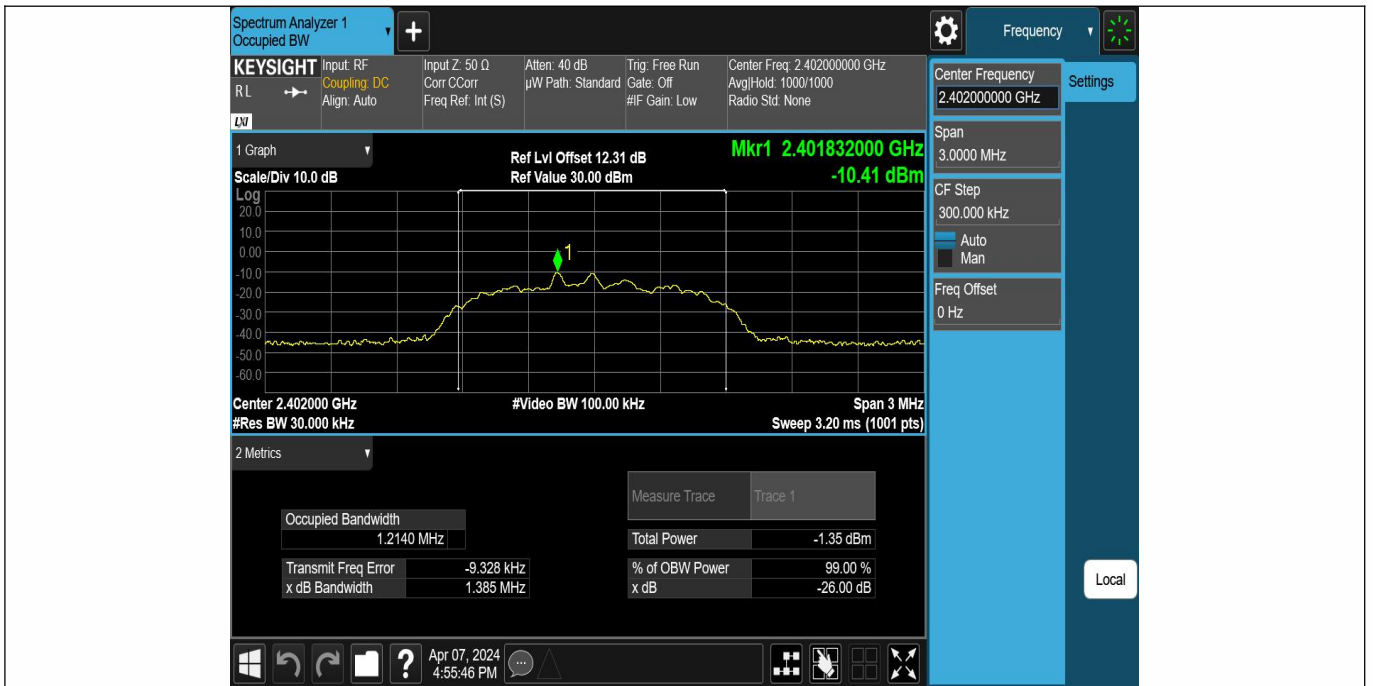 Spectrum Analyzer 1
Occupied BW
+
Frequency
KEYSIGHT
RL
LXI
Input: RF
Coupling: DC
Align: Auto
Input Z: 50 Ω
Corr CCorr
Freq Ref: Int (S)
Atten: 40 dB
µW Path: Standard
Trig: Free Run
Gate: Off
#IF Gain: Low
Center Freq: 2.402000000 GHz
Avg|Hold: 1000/1000
Radio Std: None
Center Frequency
2.402000000 GHz
Settings
Span
3.0000 MHz
CF Step
300.000 kHz
Auto
Man
Freq Offset
0 Hz
Local
1 Graph
Scale/Div 10.0 dB
Ref Lvl Offset 12.31 dB
Ref Value 30.00 dBm
Mkr1 2.401832000 GHz
-10.41 dBm
Log
20.0
10.0
0.00
-10.0
-20.0
-30.0
-40.0
-50.0
-60.0
1
Center 2.402000 GHz
#Video BW 100.00 kHz
Span 3 MHz
#Res BW 30.000 kHz
Sweep 3.20 ms (1001 pts)
2 Metrics
Measure Trace Trace 1
Occupied Bandwidth
1.2140 MHz
Total Power -1.35 dBm
Transmit Freq Error -9.328 kHz
% of OBW Power 99.00 %
x dB Bandwidth 1.385 MHz
x dB -26.00 dB
?
Apr 07, 2024
4:55:46 PM